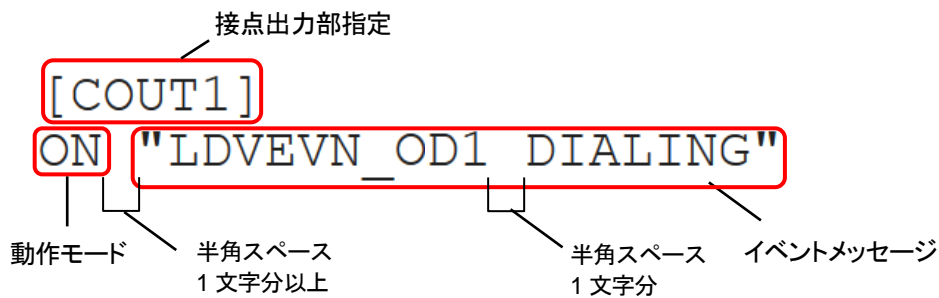 接点出力部指定
[COUT1]
ON "LDVEVN_OD1 DIALING"
動作モード
半角スペース
1 文字分以上
半角スペース
1 文字分
イベントメッセージ